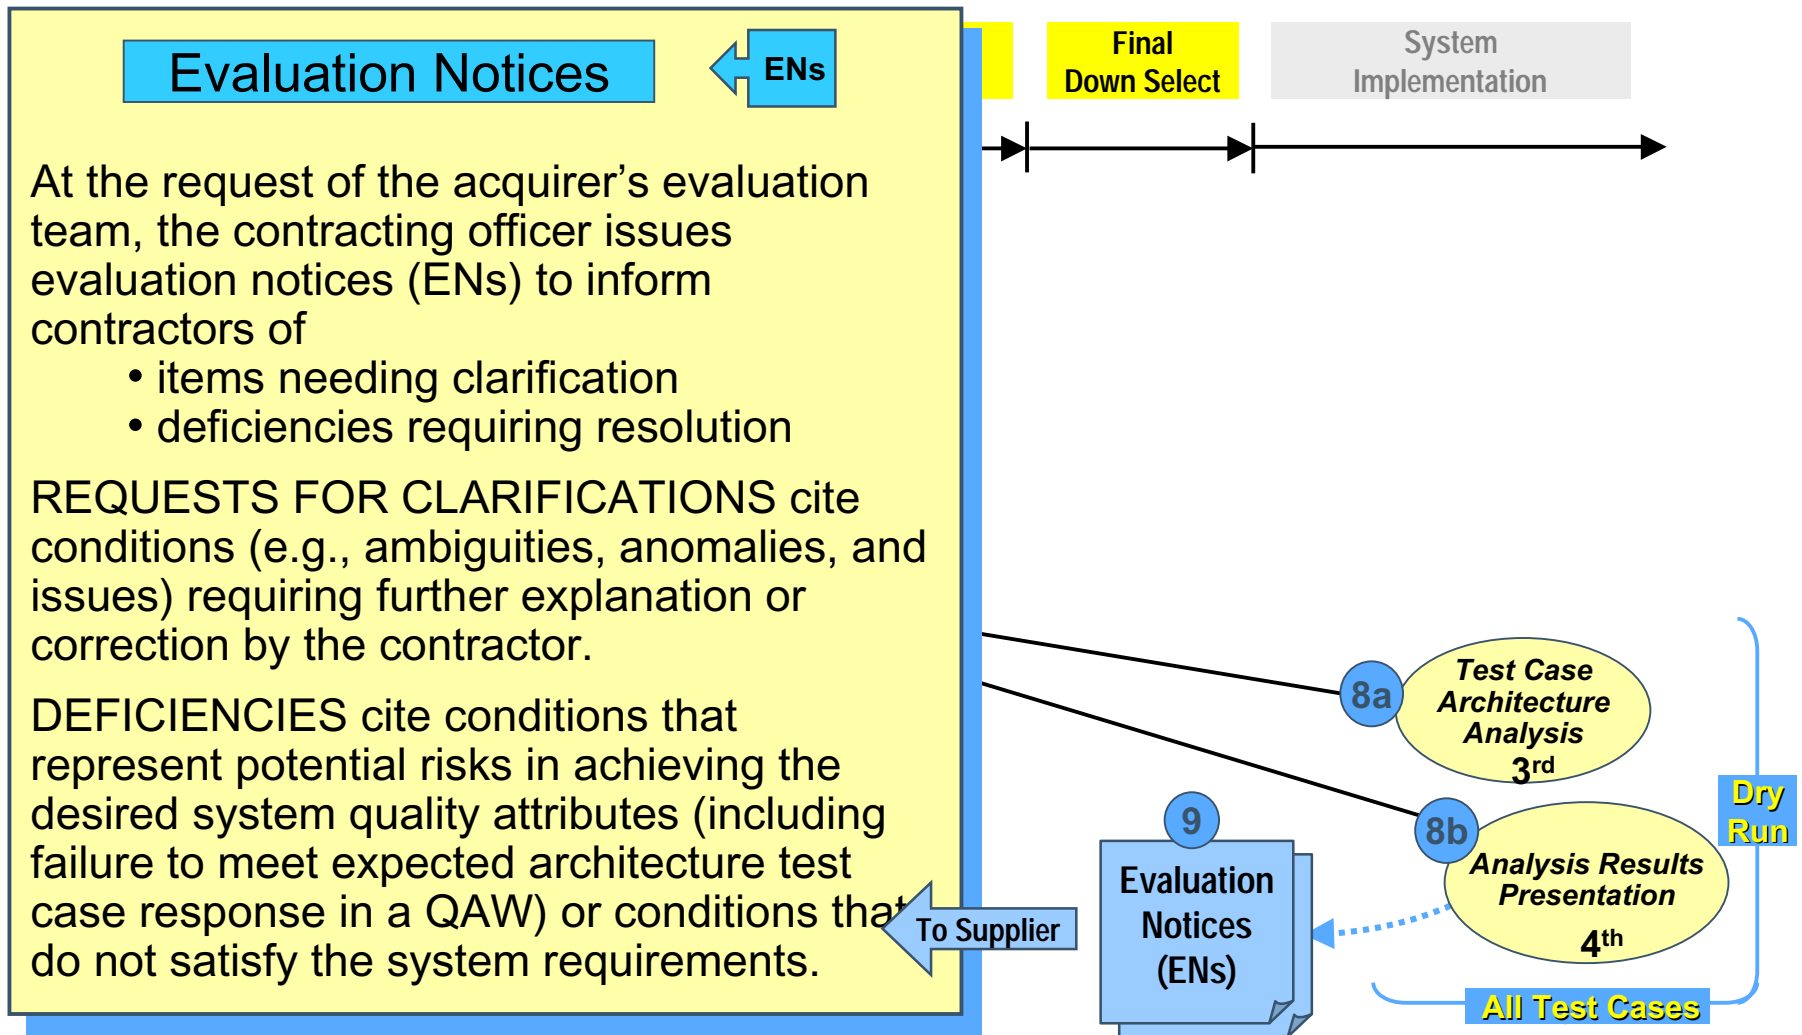 Evaluation Notices
ENs
At the request of the acquirer’s evaluation
team, the contracting officer issues
evaluation notices (ENs) to inform
contractors of
• items needing clarification
• deficiencies requiring resolution
REQUESTS FOR CLARIFICATIONS cite
conditions (e.g., ambiguities, anomalies, and
issues) requiring further explanation or
correction by the contractor.
DEFICIENCIES cite conditions that
represent potential risks in achieving the
desired system quality attributes (including
failure to meet expected architecture test
case response in a QAW) or conditions that
do not satisfy the system requirements.
Final
Down Select
System
Implementation
8a
Test Case
Architecture
Analysis
3rd
Dry
Run
8b
Analysis Results
Presentation
4th
All Test Cases
9
Evaluation
Notices
(ENs)
To Supplier